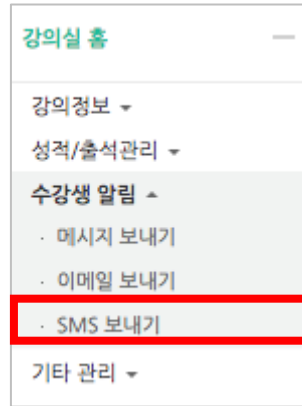 강의실 홈
강의정보
성적/출석관리
수강생 알림
· 메시지 보내기
· 이메일 보내기
· SMS 보내기
기타 관리